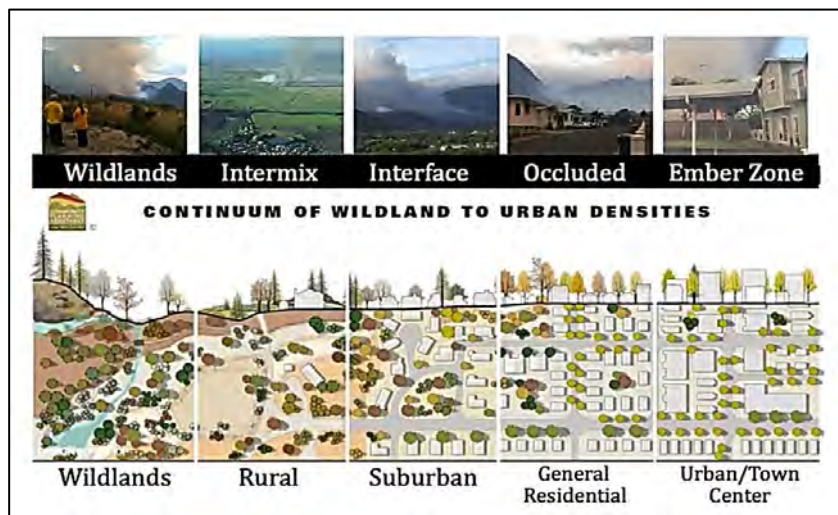 Wildlands
Intermix
Interface
Occluded
Ember Zone
CONTINUUM OF WILDLAND TO URBAN DENSITIES
Wildlands
Rural
Suburban
General
Residential
Urban/Town
Center